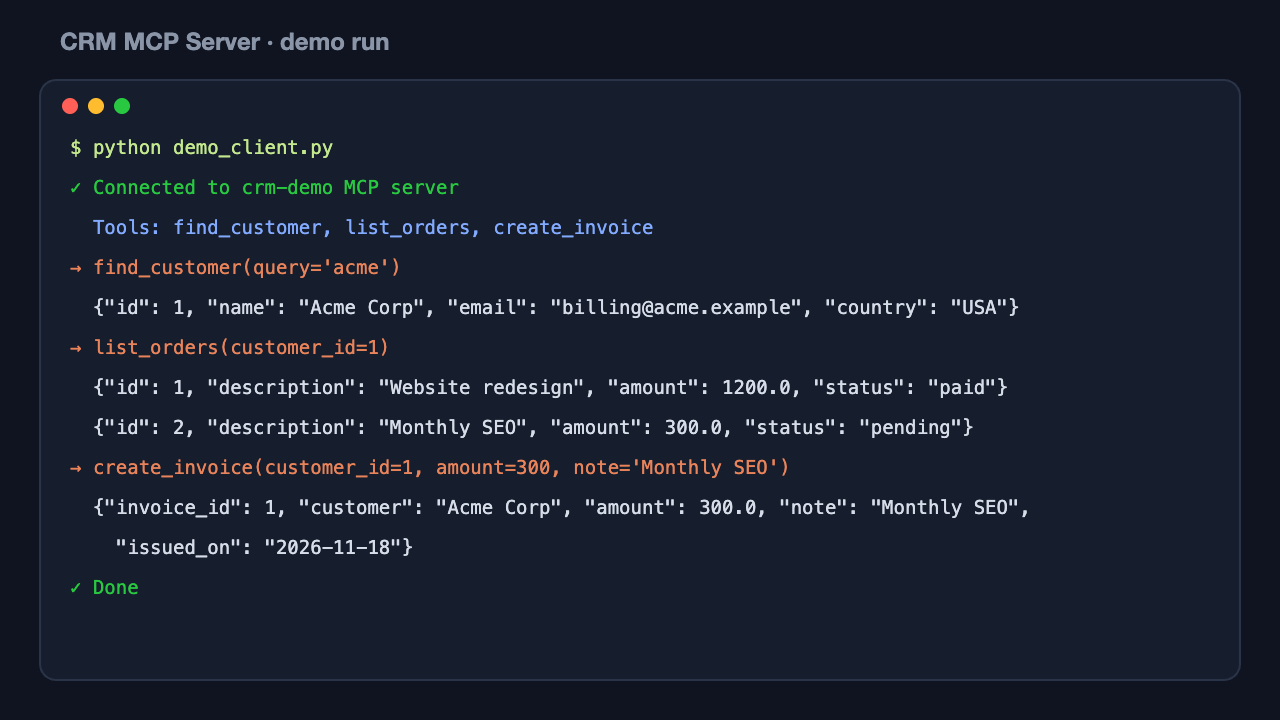 CRM MCP Server · demo run
$ python demo_client.py
✓ Connected to crm-demo MCP server
Tools: find_customer, list_orders, create_invoice
→ find_customer(query='acme')
{"id": 1, "name": "Acme Corp", "email": "billing@acme.example", "country": "USA"}
→ list_orders(customer_id=1)
{"id": 1, "description": "Website redesign", "amount": 1200.0, "status": "paid"}
{"id": 2, "description": "Monthly SEO", "amount": 300.0, "status": "pending"}
→ create_invoice(customer_id=1, amount=300, note='Monthly SEO')
{"invoice_id": 1, "customer": "Acme Corp", "amount": 300.0, "note": "Monthly SEO",
"issued_on": "2026-11-18"}
✓ Done